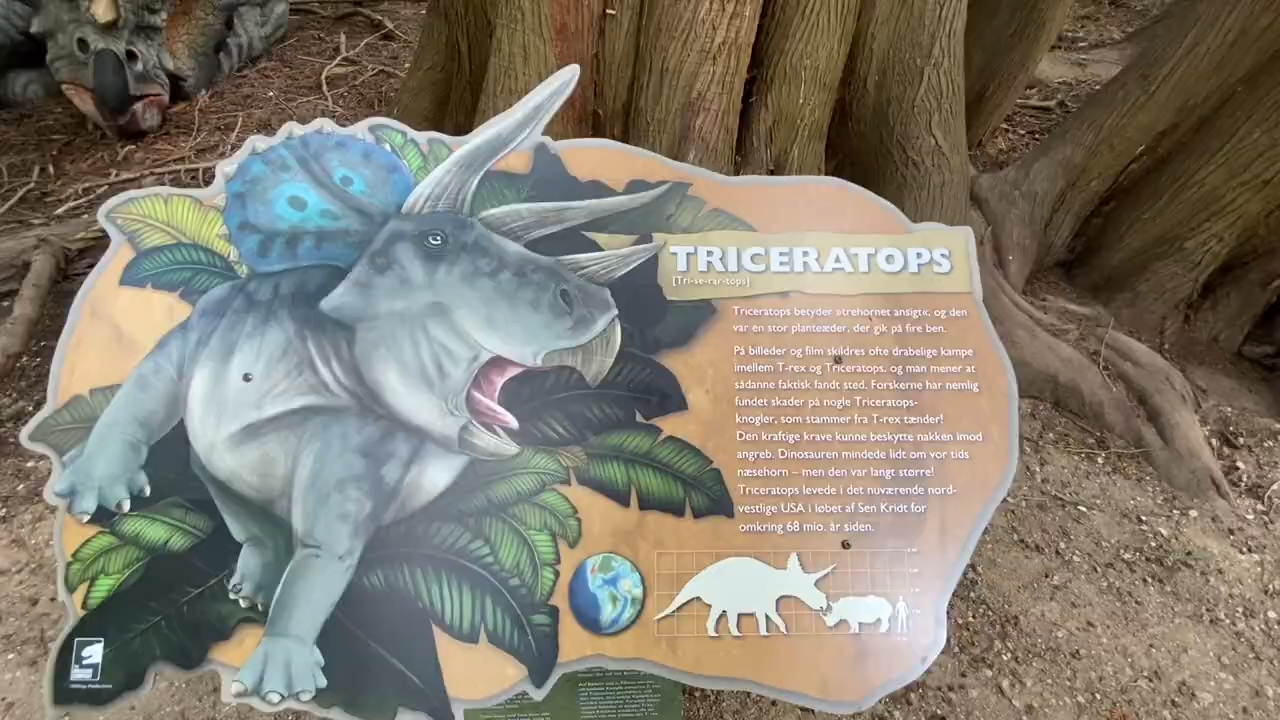 TRICERATOPS
[Tri-se-rar-tops]
Triceratops betyder »trehornet ansigt«, og den
var en stor planteæder, der gik på fire ben.
På billeder og film skildres ofte drabelige kampe
imellem T-rex og Triceratops, og man mener at
sådanne faktisk fandt sted. Forskerne har nemlig
fundet skader på nogle Triceratops-
knogler, som stammer fra T-rex tænder!
Den kraftige krave kunne beskytte nakken imod
angreb. Dinosauren mindede lidt om vor tids
næsehorn – men den var langt større!
Triceratops levede i det nuværende nord-
vestlige USA i løbet af Sen Kridt for
omkring 68 mio. år siden.